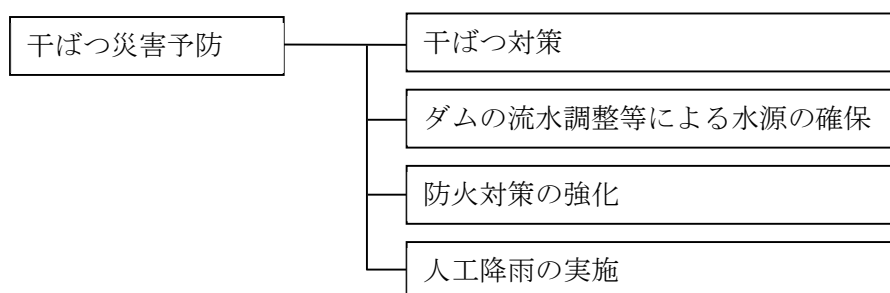 干ばつ災害予防
干ばつ対策
ダムの流水調整等による水源の確保
防火対策の強化
人工降雨の実施